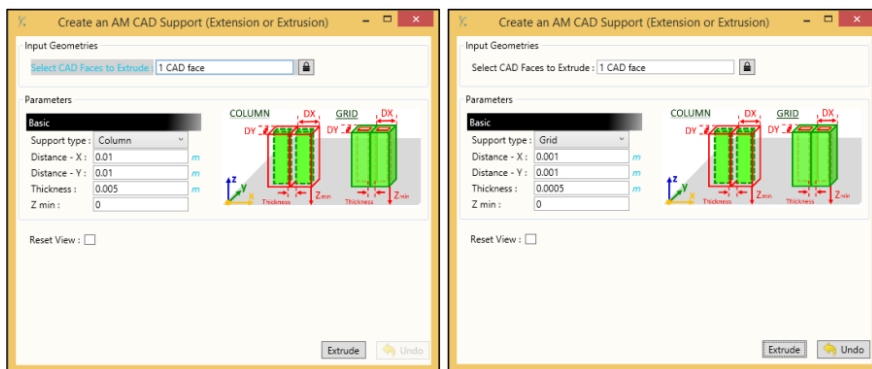 Create an AM CAD Support (Extension or Extrusion)
Input Geometries
Select CAD Faces to Extrude : 1 CAD face
Parameters
Basic
Support type : Column
Distance - X : 0.01 m
Distance - Y : 0.01 m
Thickness : 0.005 m
Z min : 0
COLUMN DX GRID DX
DY DY
z y x Thickness Zmin Thickness Zmin
Reset View :
Extrude Undo
Create an AM CAD Support (Extension or Extrusion)
Input Geometries
Select CAD Faces to Extrude : 1 CAD face
Parameters
Basic
Support type : Grid
Distance - X : 0.001 m
Distance - Y : 0.001 m
Thickness : 0.0005 m
Z min : 0
COLUMN DX GRID DX
DY DY
z y x Thickness Zmin Thickness Zmin
Reset View :
Extrude Undo